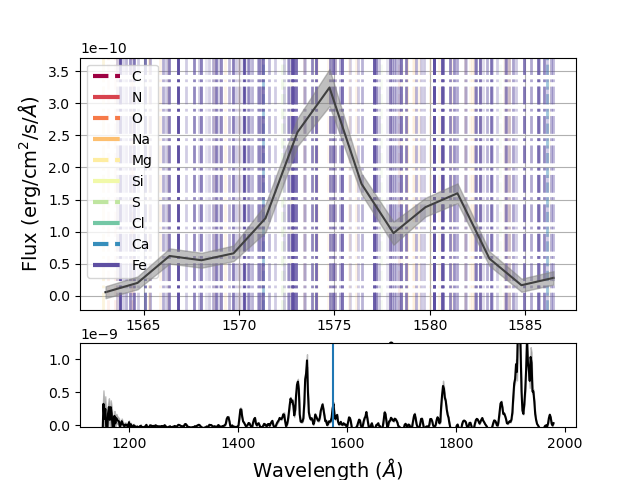 1e−10
3.5
3.0
2.5
2.0
1.5
1.0
0.5
0.0
Flux (erg/cm²/s/Å)
C
N
O
Na
Mg
Si
S
Cl
Ca
Fe
1565 1570 1575 1580 1585
1e−9
1.0
0.5
0.0
1200 1400 1600 1800 2000
Wavelength (Å)